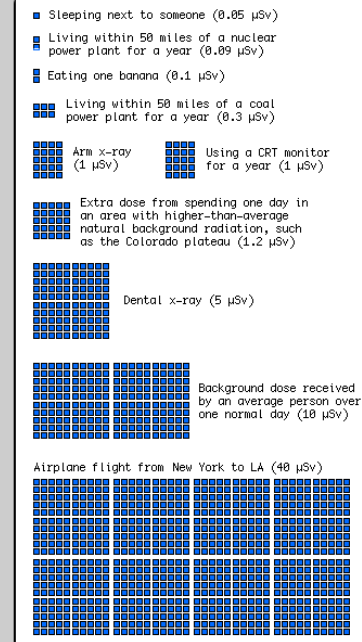 Sleeping next to someone (0.05 µSv)
Living within 50 miles of a nuclear
power plant for a year (0.09 µSv)
Eating one banana (0.1 µSv)
Living within 50 miles of a coal
power plant for a year (0.3 µSv)
Arm x-ray
(1 µSv)
Using a CRT monitor
for a year (1 µSv)
Extra dose from spending one day in
an area with higher-than-average
natural background radiation, such
as the Colorado plateau (1.2 µSv)
Dental x-ray (5 µSv)
Background dose received
by an average person over
one normal day (10 µSv)
Airplane flight from New York to LA (40 µSv)